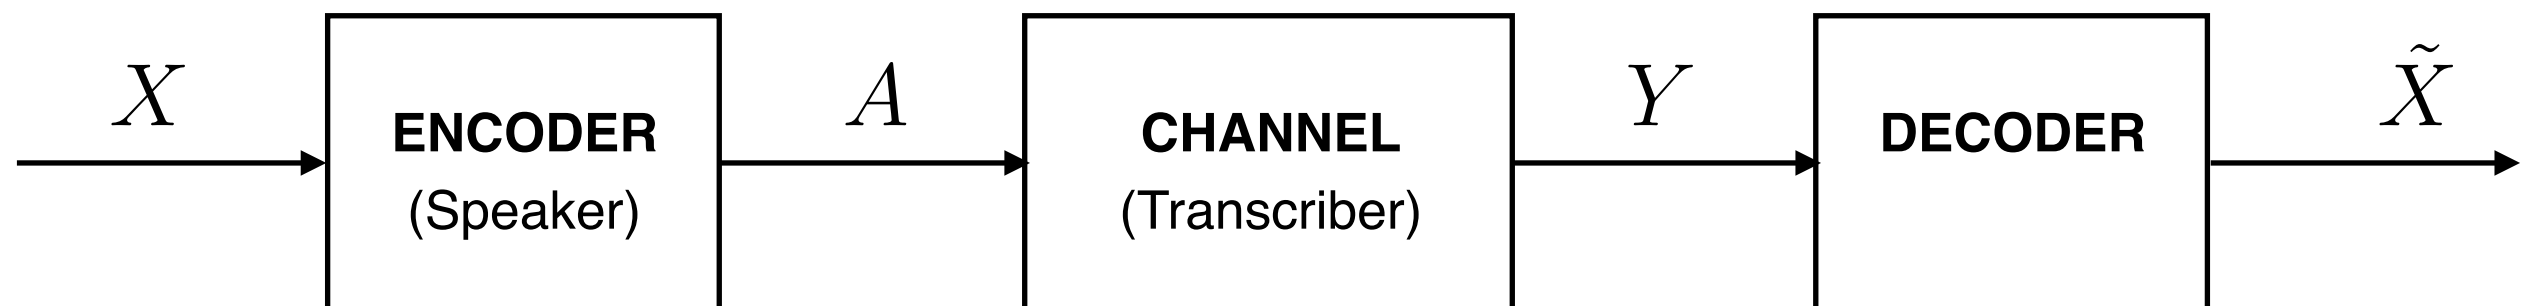 X
ENCODER
(Speaker)
A
CHANNEL
(Transcriber)
Y
DECODER
X̃